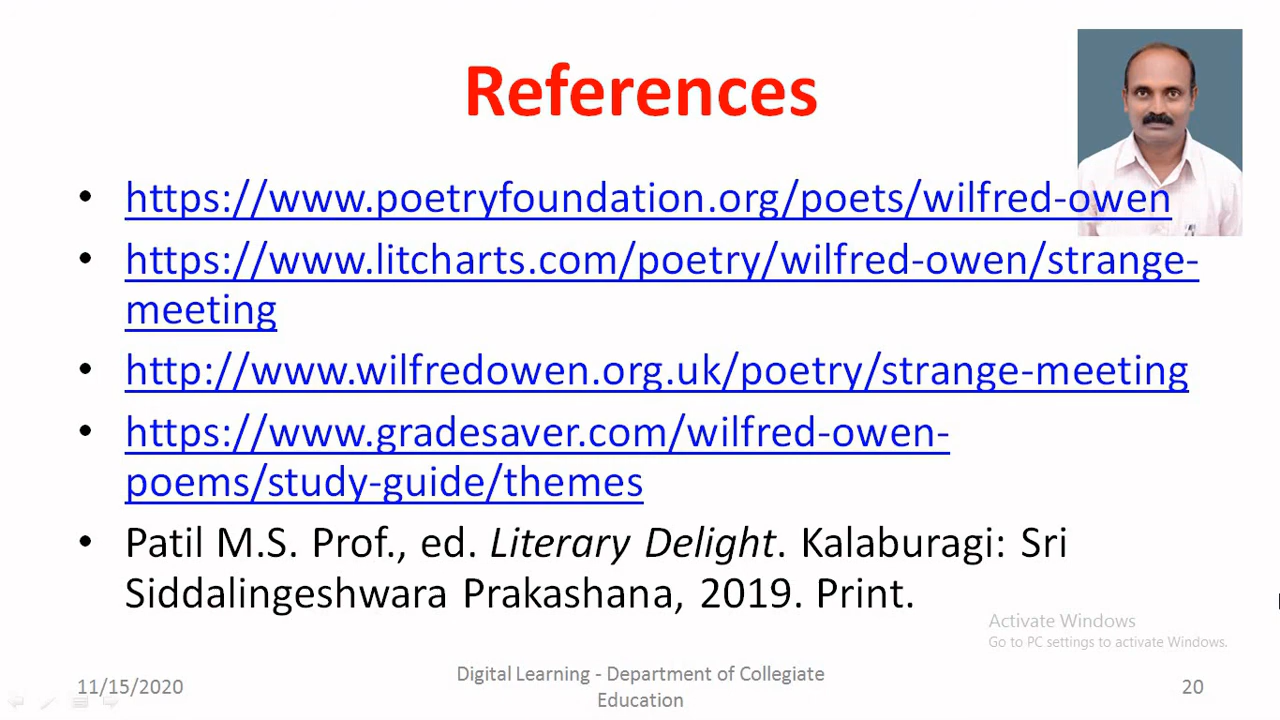 References
• https://www.poetryfoundation.org/poets/wilfred-owen
• https://www.litcharts.com/poetry/wilfred-owen/strange-
meeting
• http://www.wilfredowen.org.uk/poetry/strange-meeting
• https://www.gradesaver.com/wilfred-owen-
poems/study-guide/themes
• Patil M.S. Prof., ed. Literary Delight. Kalaburagi: Sri
Siddalingeshwara Prakashana, 2019. Print.
Activate Windows
Go to PC settings to activate Windows.
11/15/2020
Digital Learning - Department of Collegiate
Education
20